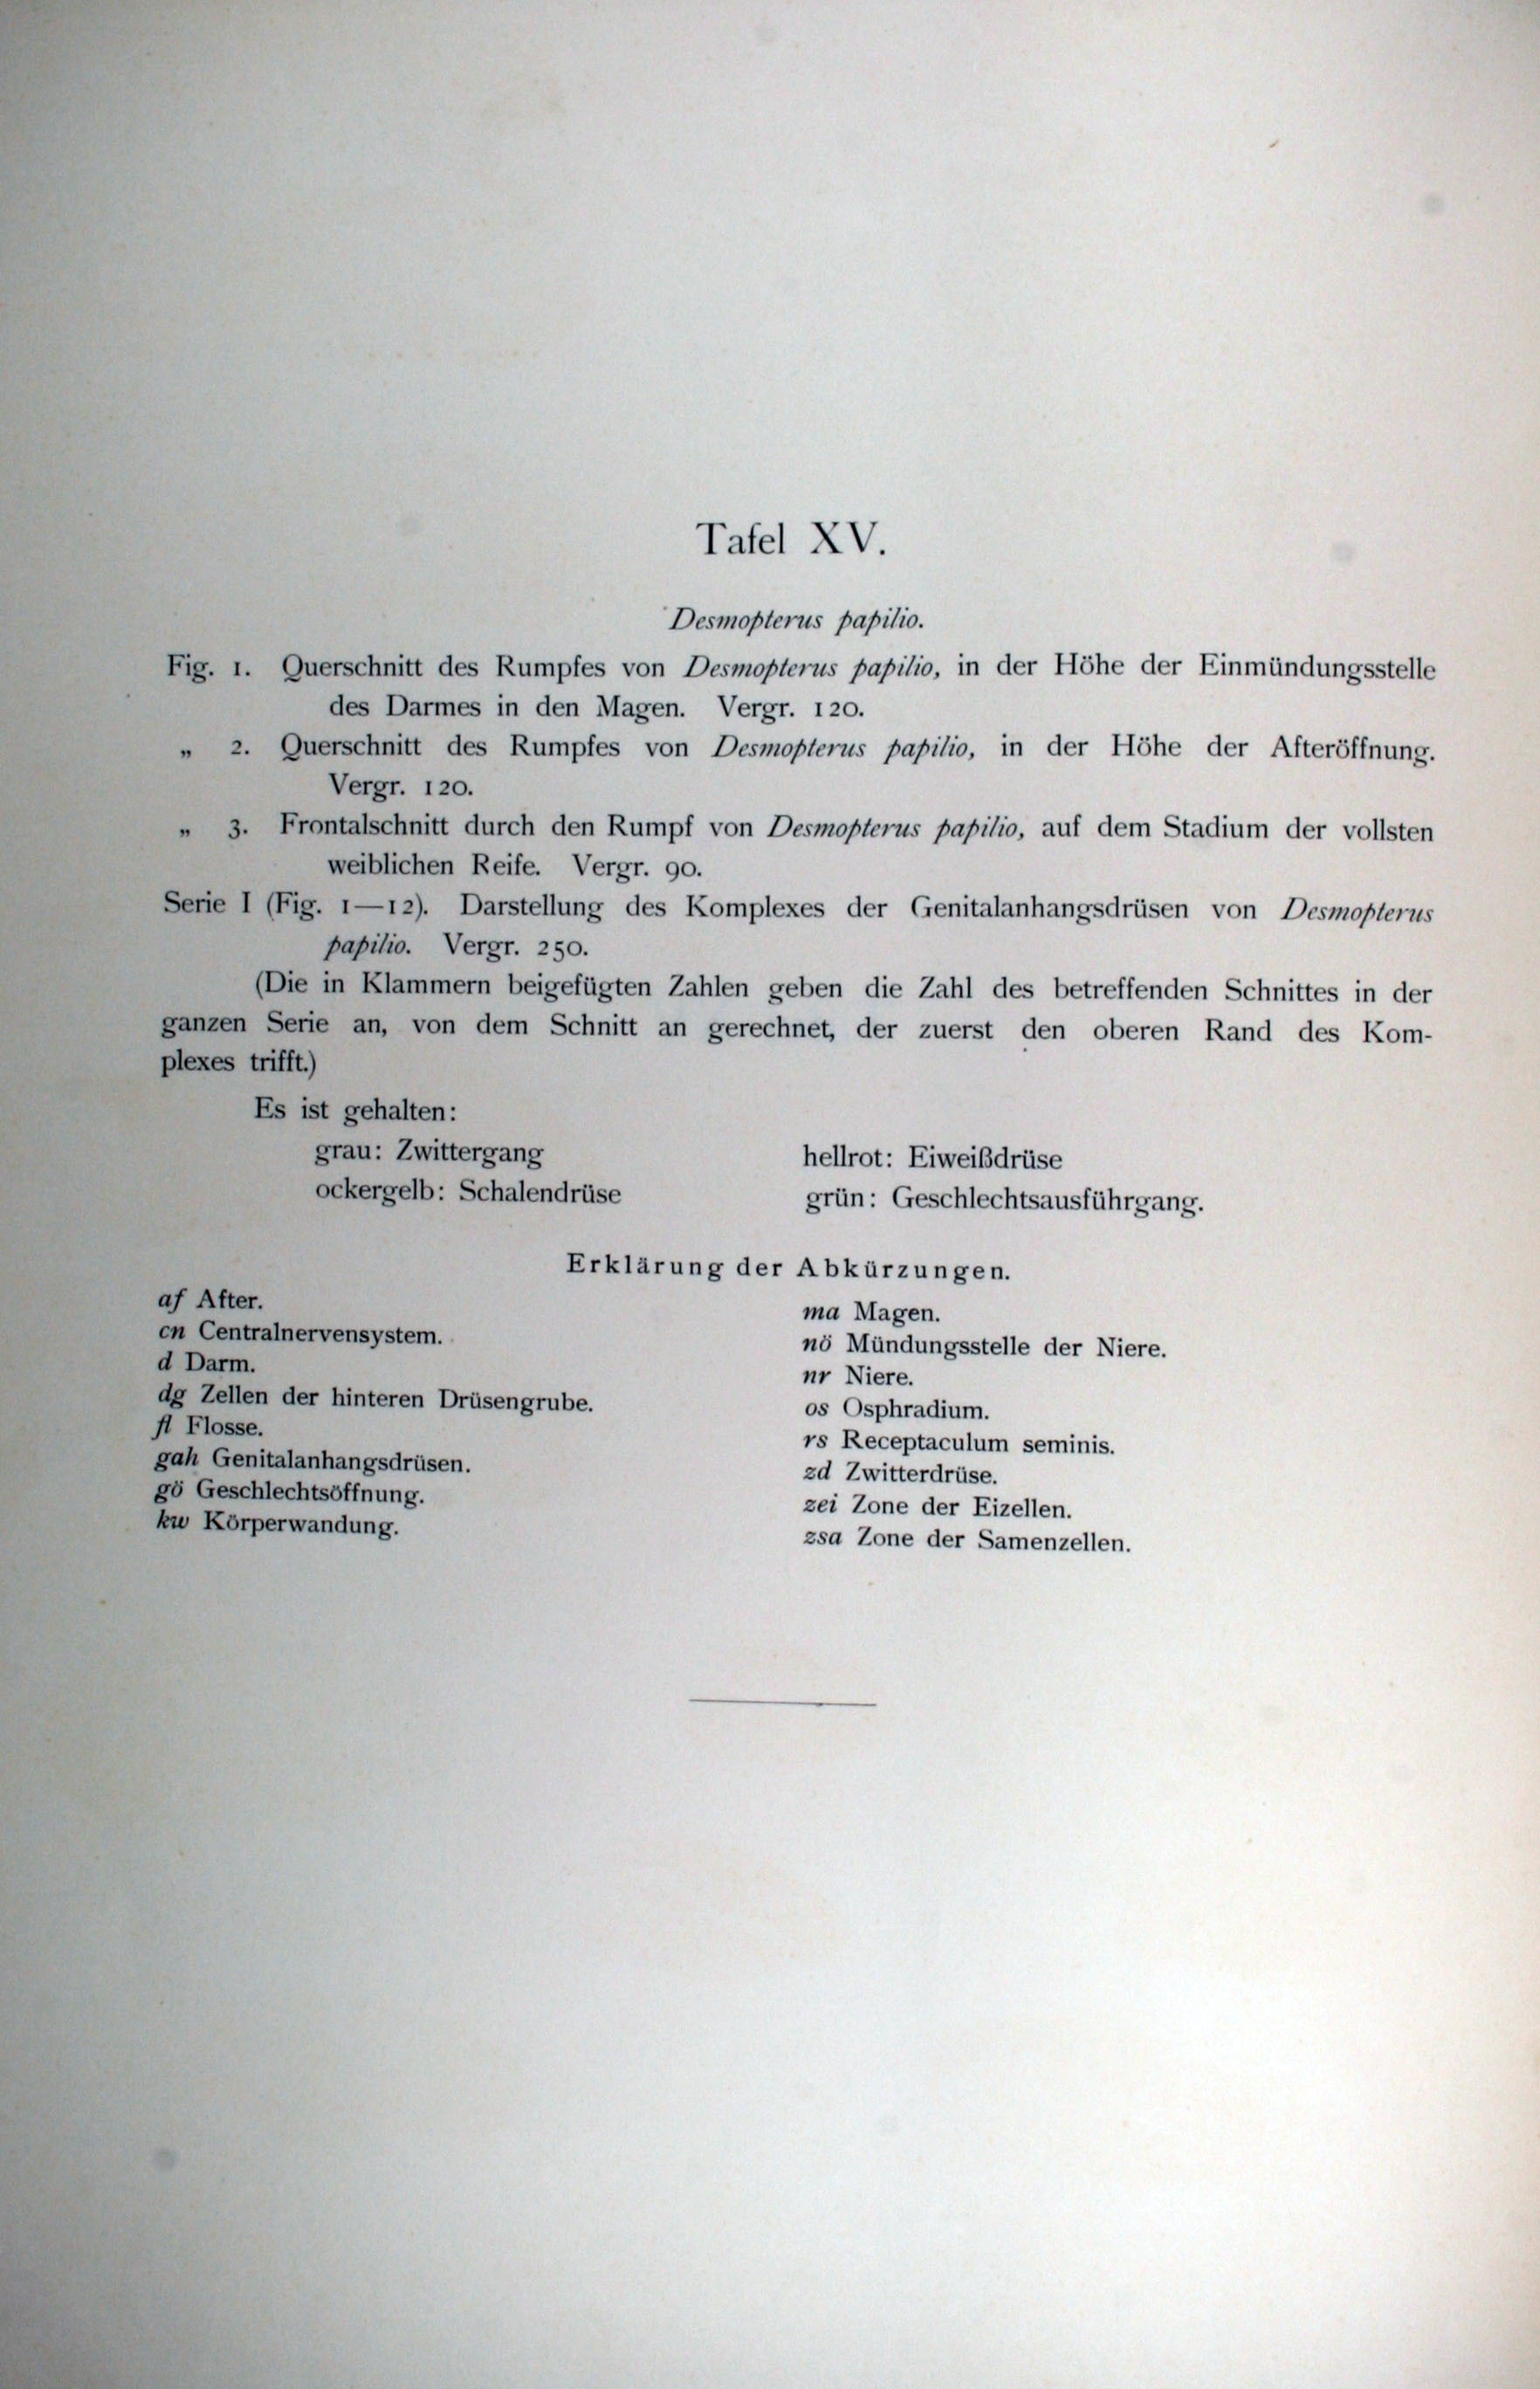 Tafel XV.
Desmopterus papilio.
Fig. 1. Querschnitt des Rumpfes von Desmopterus papilio, in der Höhe der Einmündungsstelle
des Darmes in den Magen. Vergr. 120.
„ 2. Querschnitt des Rumpfes von Desmopterus papilio, in der Höhe der Afteröffnung.
Vergr. 120.
„ 3. Frontalschnitt durch den Rumpf von Desmopterus papilio, auf dem Stadium der vollsten
weiblichen Reife. Vergr. 90.
Serie I (Fig. 1—12). Darstellung des Komplexes der Genitalanhangsdrüsen von Desmopterus
papilio. Vergr. 250.
(Die in Klammern beigefügten Zahlen geben die Zahl des betreffenden Schnittes in der
ganzen Serie an, von dem Schnitt an gerechnet, der zuerst den oberen Rand des Kom-
plexes trifft.)
Es ist gehalten:
grau: Zwittergang
ockergelb: Schalendrüse
hellrot: Eiweißdrüse
grün: Geschlechtsausführgang.
Erklärung der Abkürzungen.
af After.
cn Centralnervensystem.
d Darm.
dg Zellen der hinteren Drüsengrube.
fl Flosse.
gah Genitalanhangsdrüsen.
gö Geschlechtsöffnung.
kw Körperwandung.
ma Magen.
nö Mündungsstelle der Niere.
nr Niere.
os Osphradium.
rs Receptaculum seminis.
zd Zwitterdrüse.
zei Zone der Eizellen.
zsa Zone der Samenzellen.